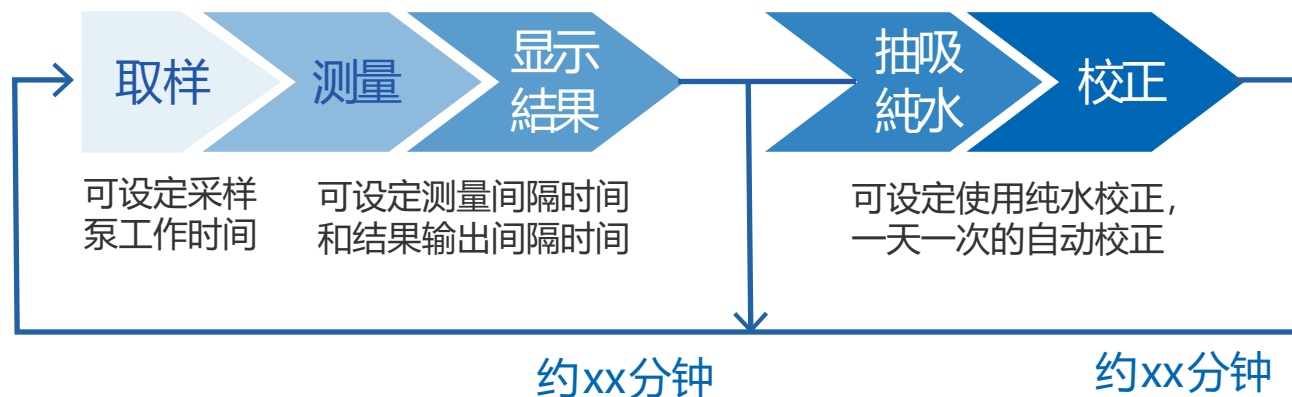 取样
测量
显示
結果
抽吸
純水
校正
可设定采样
泵工作时间
可设定测量间隔时间
和结果输出间隔时间
可设定使用纯水校正，
一天一次的自动校正
约xx分钟
约xx分钟